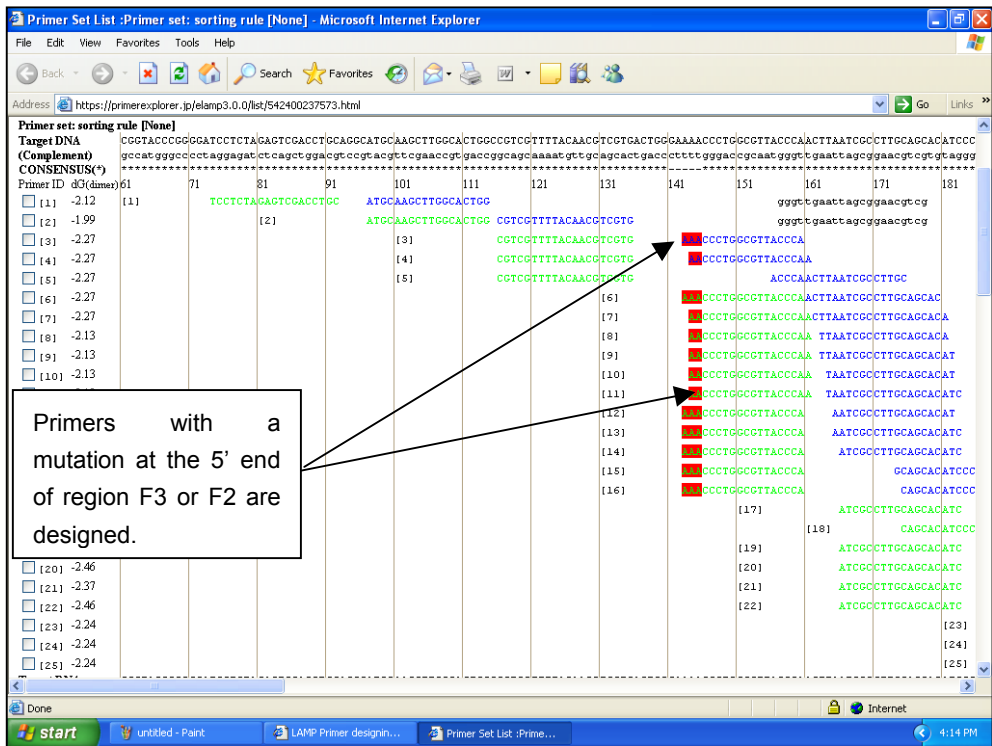 Primer Set List :Primer set: sorting rule [None] - Microsoft Internet Explorer
File Edit View Favorites Tools Help
Back Search Favorites
Address https://primerexplorer.jp/elamp3.0.0/list/542400237573.html Go Links »
Primer set: sorting rule [None]
Target DNA CGGTACCCGGGGATCCTCTAGAGTCGACCTGCAGGCATGCAAGCTTGGCACTGGCCGTCGTTTTACAACGTCGTGACTGGGAAAACCCTGGCGTTACCCAACTTAATCGCCTTGCAGCACATCCC
(Complement) gccatgggcccctaggagatctcagctggacgtccgtacgttcgaaccgtgaccggcagcaaaatgttgcagcactgacccttttgggaccgcaatgggttgaattagcggaacgtcgtgtaggg
CONSENSUS(*)
Primer ID dG(dimer) 61 71 81 91 101 111 121 131 141 151 161 171 181
[1] -2.12 [1] TCCTCTAGAGTCGACCTGC ATGCAAGCTTGGCACTGG gggttgaattagcggaacgtcg
[2] -1.99 [2] ATGCAAGCTTGGCACTGG CGTCGTTTTACAACGTCGTG gggttgaattagcggaacgtcg
[3] -2.27 [3] CGTCGTTTTACAACGTCGTG AAACCCTGGCGTTACCCA
[4] -2.27 [4] CGTCGTTTTACAACGTCGTG AACCCTGGCGTTACCCAA
[5] -2.27 [5] CGTCGTTTTACAACGTCGTG ACCCAACTTAATCGCCTTGC
[6] -2.27 [6] AAACCCTGGCGTTACCCAACTTAATCGCCTTGCAGCAC
[7] -2.27 [7] AACCCTGGCGTTACCCAACTTAATCGCCTTGCAGCACA
[8] -2.13 [8] AACCCTGGCGTTACCCAA TTAATCGCCTTGCAGCACA
[9] -2.13 [9] AACCCTGGCGTTACCCAA TTAATCGCCTTGCAGCACAT
[10] -2.13 [10] AACCCTGGCGTTACCCAA TAATCGCCTTGCAGCACAT
[11] AACCCTGGCGTTACCCAA TAATCGCCTTGCAGCACATC
[12] AAACCCTGGCGTTACCCA AATCGCCTTGCAGCACAT
[13] AAACCCTGGCGTTACCCA AATCGCCTTGCAGCACATC
[14] AAACCCTGGCGTTACCCA ATCGCCTTGCAGCACATC
[15] AAACCCTGGCGTTACCCA GCAGCACATCCC
[16] AAACCCTGGCGTTACCCA CAGCACATCCC
[17] ATCGCCTTGCAGCACATC
[18] CAGCACATCCC
[19] ATCGCCTTGCAGCACATC
[20] -2.46 [20] ATCGCCTTGCAGCACATC
[21] -2.37 [21] ATCGCCTTGCAGCACATC
[22] -2.46 [22] ATCGCCTTGCAGCACATC
[23] -2.24 [23]
[24] -2.24 [24]
[25] -2.24 [25]
Primers with a
mutation at the 5' end
of region F3 or F2 are
designed.
Done Internet
start untitled - Paint LAMP Primer designin... Primer Set List :Prime... 4:14 PM